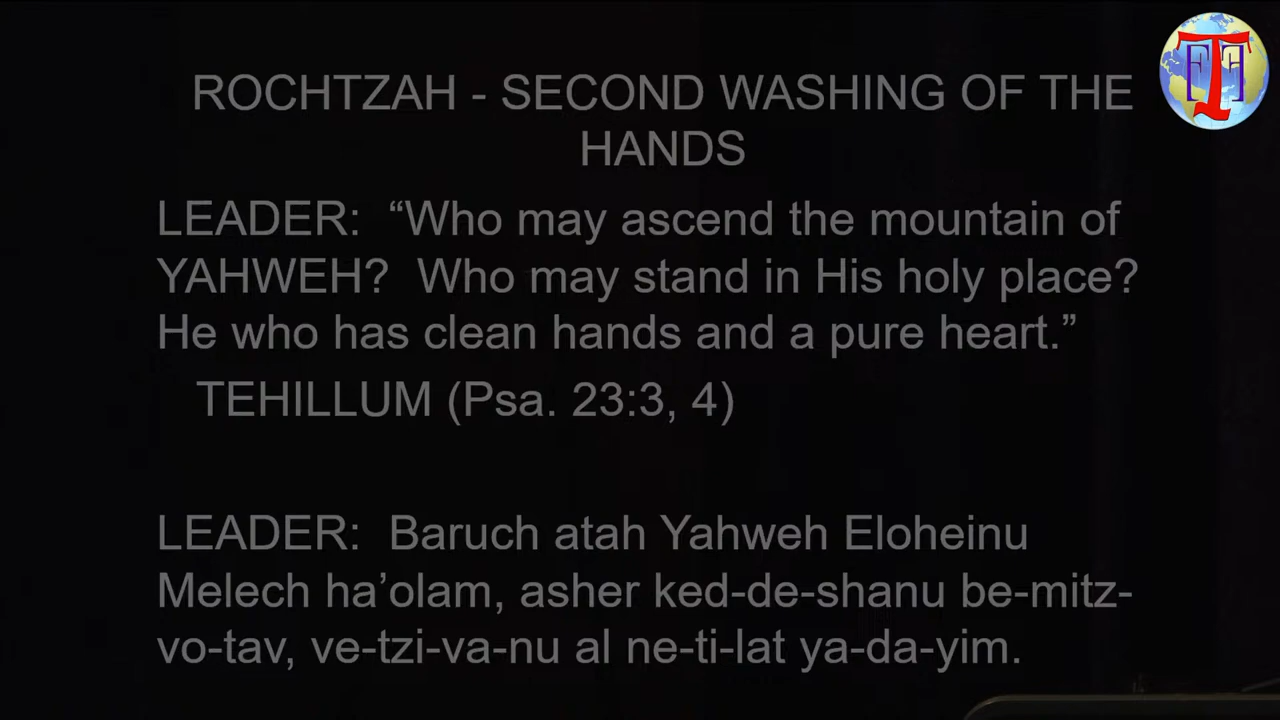 ROCHTZAH - SECOND WASHING OF THE
HANDS
LEADER:  “Who may ascend the mountain of
YAHWEH?  Who may stand in His holy place?
He who has clean hands and a pure heart.”
TEHILLUM (Psa. 23:3, 4)
LEADER:  Baruch atah Yahweh Eloheinu
Melech ha’olam, asher ked-de-shanu be-mitz-
vo-tav, ve-tzi-va-nu al ne-ti-lat ya-da-yim.